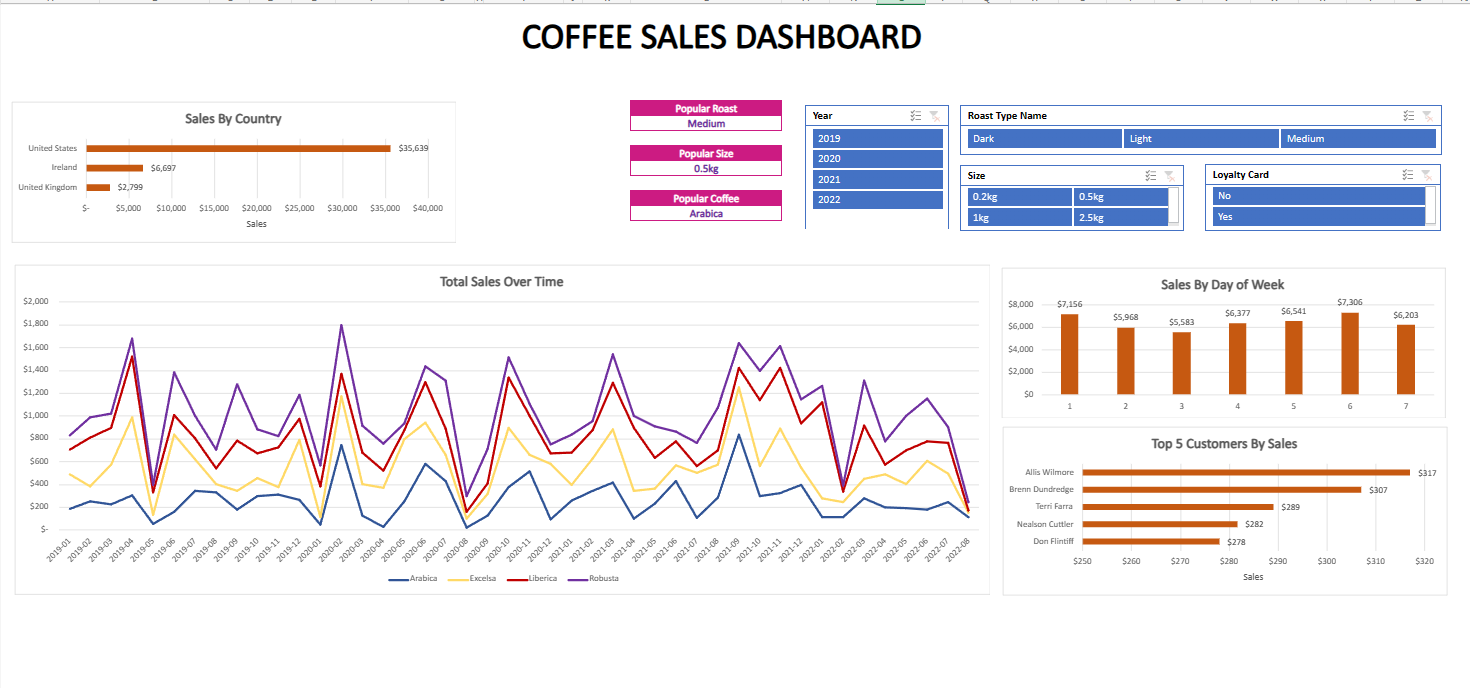 COFFEE SALES DASHBOARD
Sales By Country
United States $35,639
Ireland $6,697
United Kingdom $2,799
$- $5,000 $10,000 $15,000 $20,000 $25,000 $30,000 $35,000 $40,000
Sales
Popular Roast
Medium
Popular Size
0.5kg
Popular Coffee
Arabica
Year
2019
2020
2021
2022
Roast Type Name
Dark Light Medium
Size
0.2kg 0.5kg
1kg 2.5kg
Loyalty Card
No
Yes
Total Sales Over Time
$2,000
$1,800
$1,600
$1,400
$1,200
$1,000
$800
$600
$400
$200
$-
2019-01 2019-02 2019-03 2019-04 2019-05 2019-06 2019-07 2019-08 2019-09 2019-10 2019-11 2019-12 2020-01 2020-02 2020-03 2020-04 2020-05 2020-06 2020-07 2020-08 2020-09 2020-10 2020-11 2020-12 2021-01 2021-02 2021-03 2021-04 2021-05 2021-06 2021-07 2021-08 2021-09 2021-10 2021-11 2021-12 2022-01 2022-02 2022-03 2022-04 2022-05 2022-06 2022-07 2022-08
Arabica Excelsa Liberica Robusta
Sales By Day of Week
$8,000
$6,000
$4,000
$2,000
$0
$7,156 $5,968 $5,583 $6,377 $6,541 $7,306 $6,203
1 2 3 4 5 6 7
Top 5 Customers By Sales
Allis Wilmore $317
Brenn Dundredge $307
Terri Farra $289
Nealson Cuttler $282
Don Flintiff $278
$250 $260 $270 $280 $290 $300 $310 $320
Sales